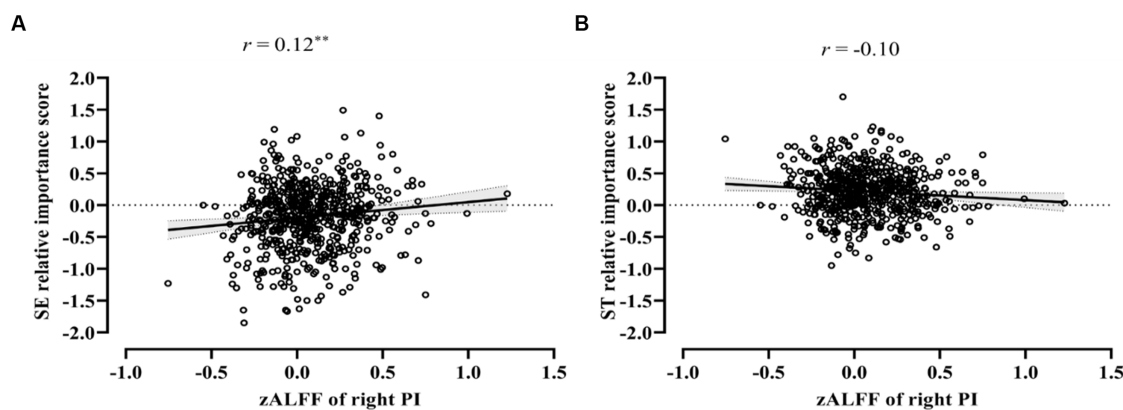 A
r = 0.12**
SE relative importance score
2.0
1.5
1.0
0.5
0.0
-0.5
-1.0
-1.5
-2.0
-1.0 -0.5 0.0 0.5 1.0 1.5
zALFF of right PI
B
r = -0.10
ST relative importance score
2.0
1.5
1.0
0.5
0.0
-0.5
-1.0
-1.5
-2.0
-1.0 -0.5 0.0 0.5 1.0 1.5
zALFF of right PI